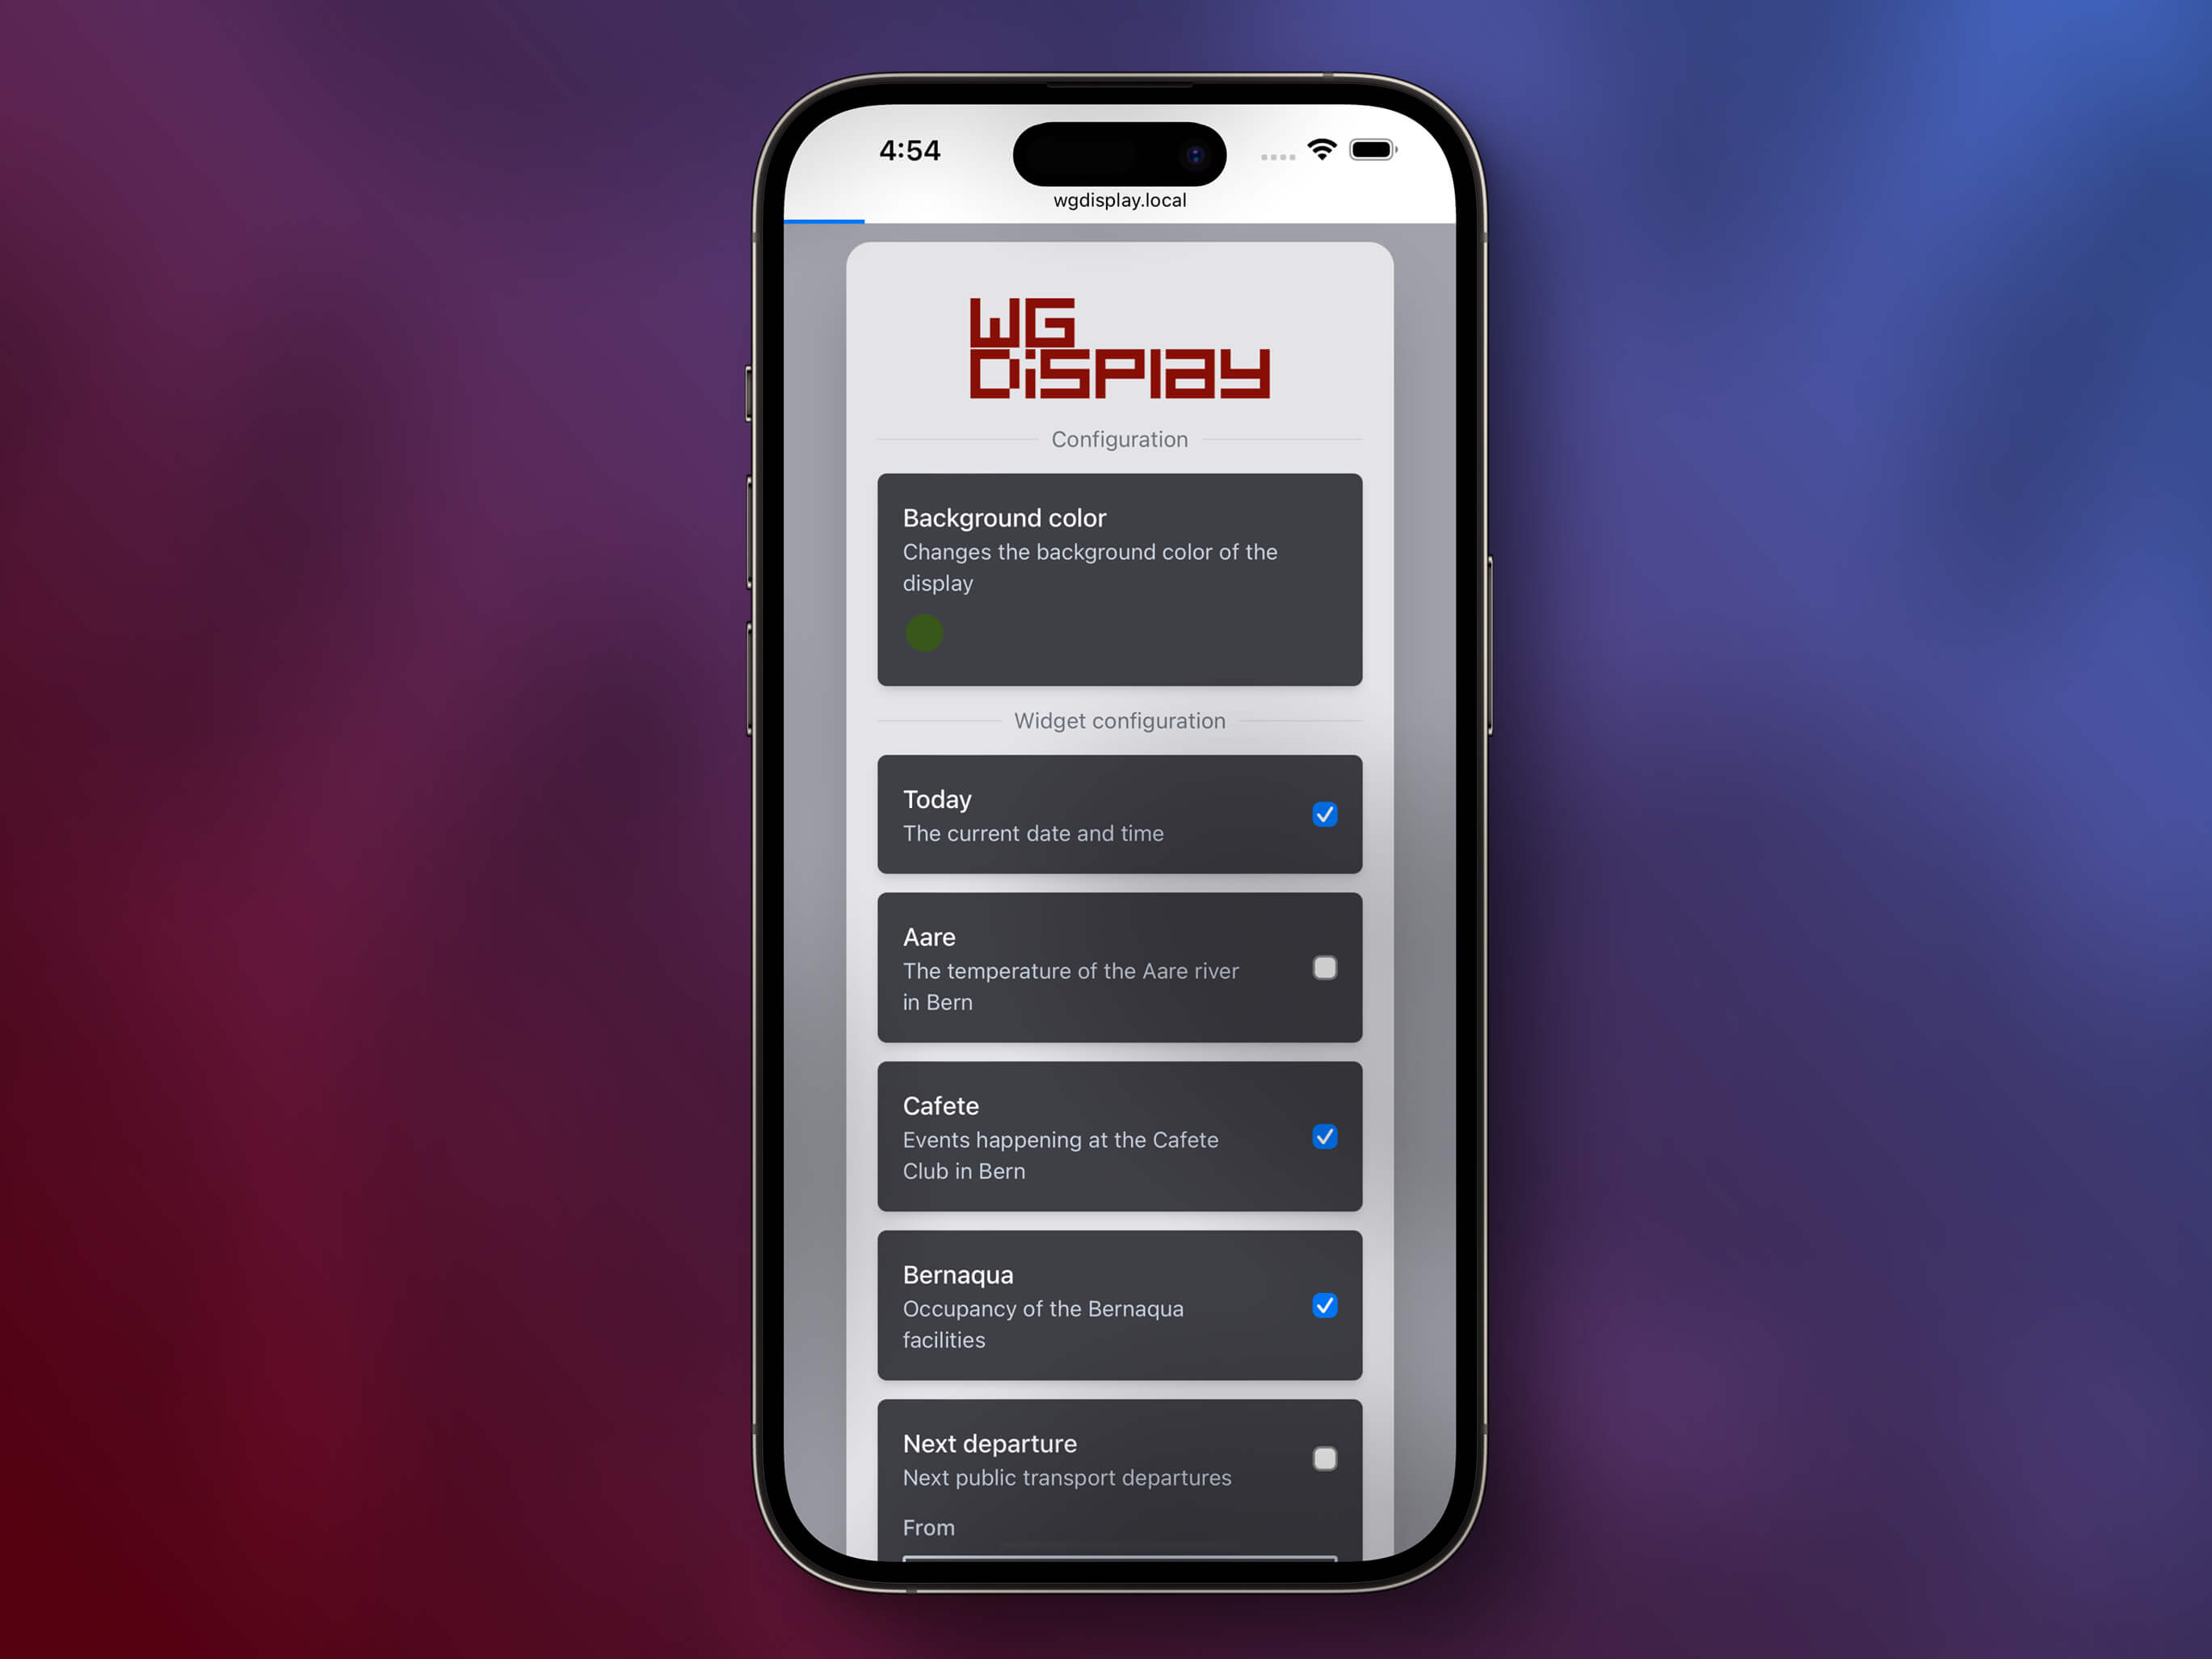 4:54
wgdisplay.local
WG
DiSPlay
Configuration
Background color
Changes the background color of the
display
Widget configuration
Today
The current date and time
Aare
The temperature of the Aare river
in Bern
Cafete
Events happening at the Cafete
Club in Bern
Bernaqua
Occupancy of the Bernaqua
facilities
Next departure
Next public transport departures
From